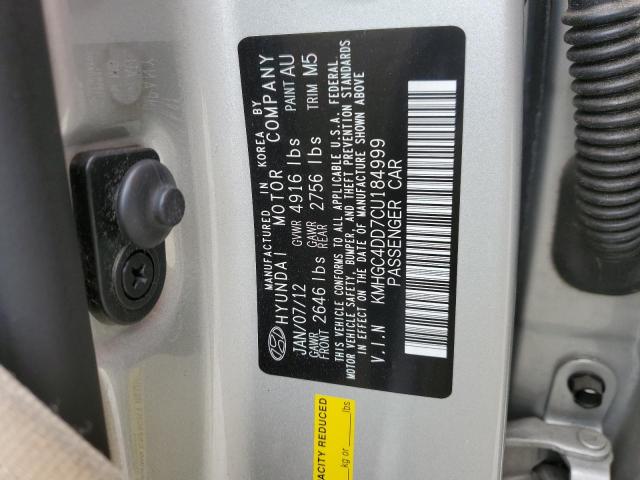 MANUFACTURED IN KOREA BY
HYUNDAI MOTOR COMPANY
JAN/07/12 GVWR 4916 lbs PAINT AU
GAWR FRONT 2646 lbs GAWR REAR 2756 lbs TRIM M5
THIS VEHICLE CONFORMS TO ALL APPLICABLE U.S.A. FEDERAL
MOTOR VEHICLE SAFETY, BUMPER, AND THEFT PREVENTION STANDARDS
IN EFFECT ON THE DATE OF MANUFACTURE SHOWN ABOVE
V.I.N KMHGC4DD7CU184999
PASSENGER CAR
ACITY REDUCED
kg or lbs